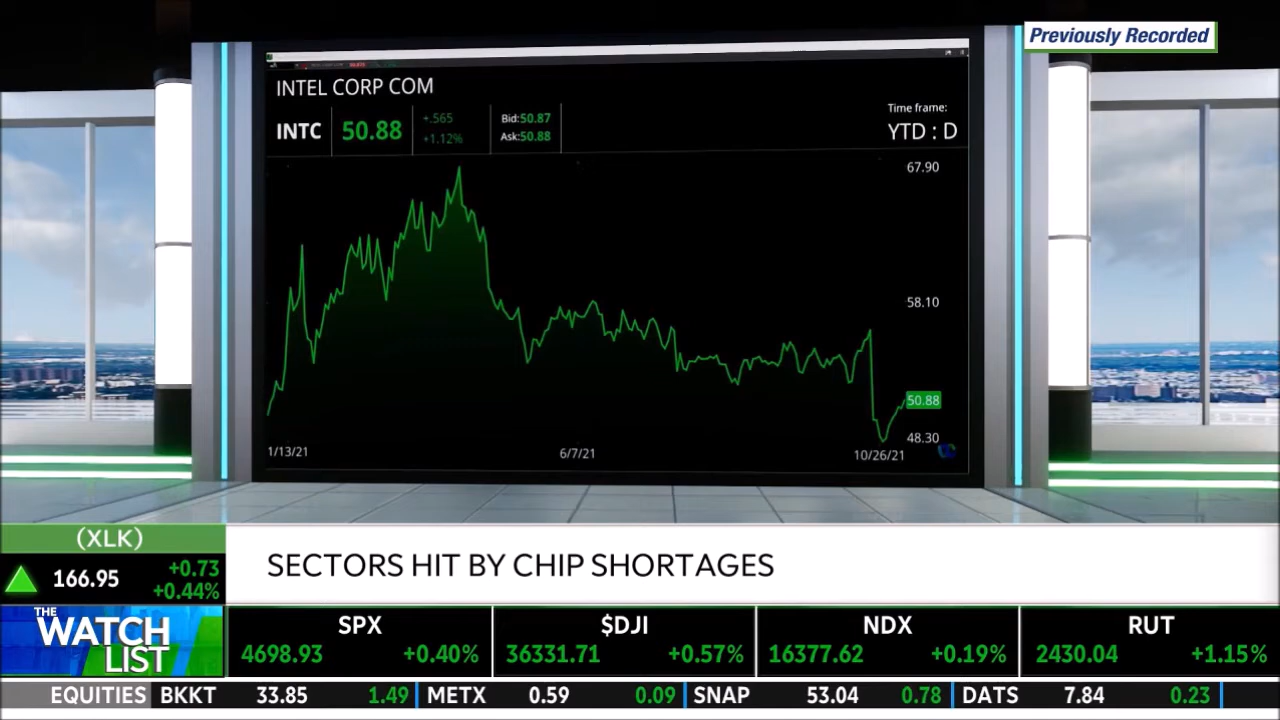 Previously Recorded
INTEL CORP COM
INTC 50.88 +.565 +1.12% Bid:50.87 Ask:50.88
Time frame:
YTD : D
67.90
58.10
50.88
48.30
1/13/21 6/7/21 10/26/21
(XLK)
166.95 +0.73 +0.44%
SECTORS HIT BY CHIP SHORTAGES
THE WATCH LIST
SPX $DJI NDX RUT
4698.93 +0.40% 36331.71 +0.57% 16377.62 +0.19% 2430.04 +1.15%
EQUITIES BKKT 33.85 1.49 METX 0.59 0.09 SNAP 53.04 0.78 DATS 7.84 0.23